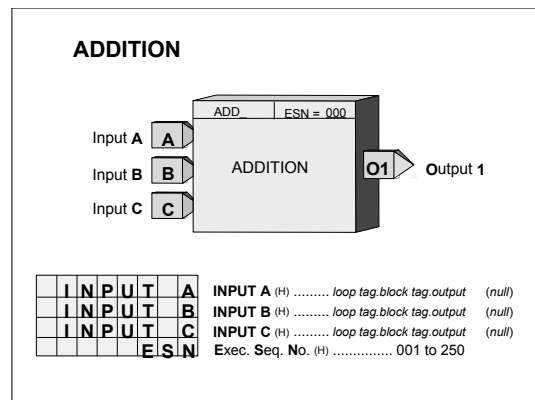 ADDITION
ADD_ ESN = 000
Input A A
Input B B
Input C C
ADDITION
O1 Output 1
INPUT A INPUT A (H) ......... loop tag.block tag.output (null)
INPUT B INPUT B (H) ......... loop tag.block tag.output (null)
INPUT C INPUT C (H) ......... loop tag.block tag.output (null)
ESN Exec. Seq. No. (H) ............... 001 to 250